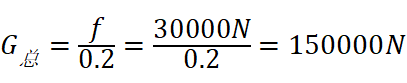 G总 = f/0.2 = 30000N/0.2 = 150000N